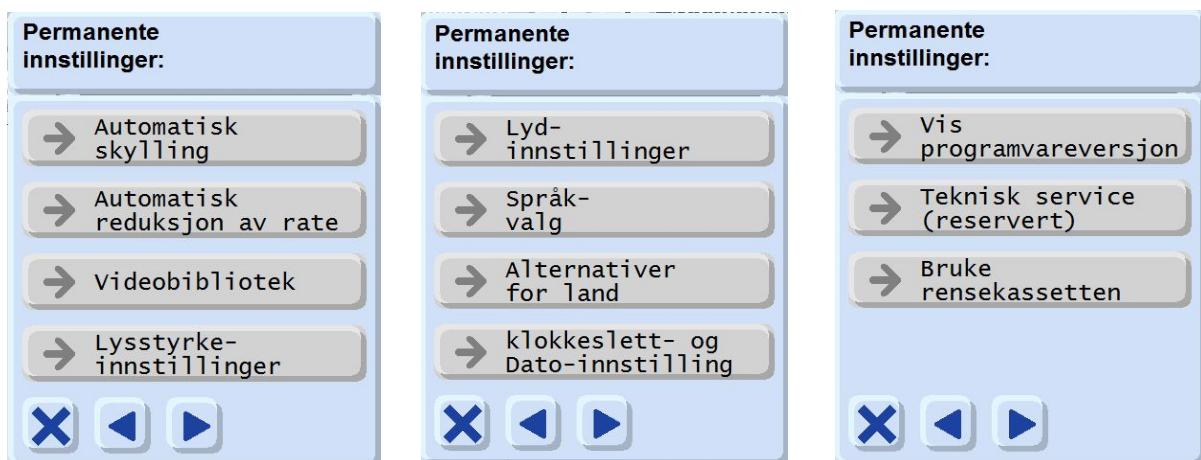 Permanente
innstillinger:
Automatisk
skylling
Automatisk
reduksjon av rate
Videobibliotek
Lysstyrke-
innstillinger
Permanente
innstillinger:
Lyd-
innstillinger
Språk-
valg
Alternativer
for land
klokkeslett- og
Dato-innstilling
Permanente
innstillinger:
Vis
programvareversjon
Teknisk service
(reservert)
Bruke
rensekassetten